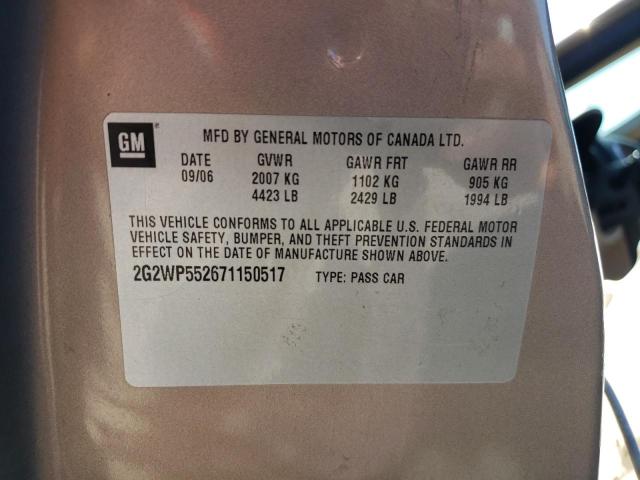 GM
MFD BY GENERAL MOTORS OF CANADA LTD.
DATE GVWR GAWR FRT GAWR RR
09/06 2007 KG 1102 KG 905 KG
4423 LB 2429 LB 1994 LB
THIS VEHICLE CONFORMS TO ALL APPLICABLE U.S. FEDERAL MOTOR
VEHICLE SAFETY, BUMPER, AND THEFT PREVENTION STANDARDS IN
EFFECT ON THE DATE OF MANUFACTURE SHOWN ABOVE.
2G2WP552671150517 TYPE: PASS CAR